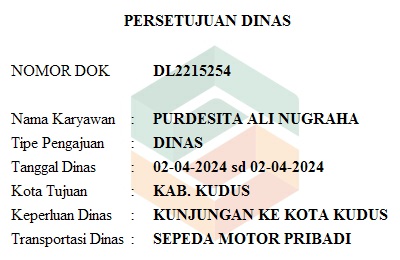 PERSETUJUAN DINAS
NOMOR DOK DL2215254
Nama Karyawan : PURDESITA ALI NUGRAHA
Tipe Pengajuan : DINAS
Tanggal Dinas : 02-04-2024 sd 02-04-2024
Kota Tujuan : KAB. KUDUS
Keperluan Dinas : KUNJUNGAN KE KOTA KUDUS
Transportasi Dinas : SEPEDA MOTOR PRIBADI